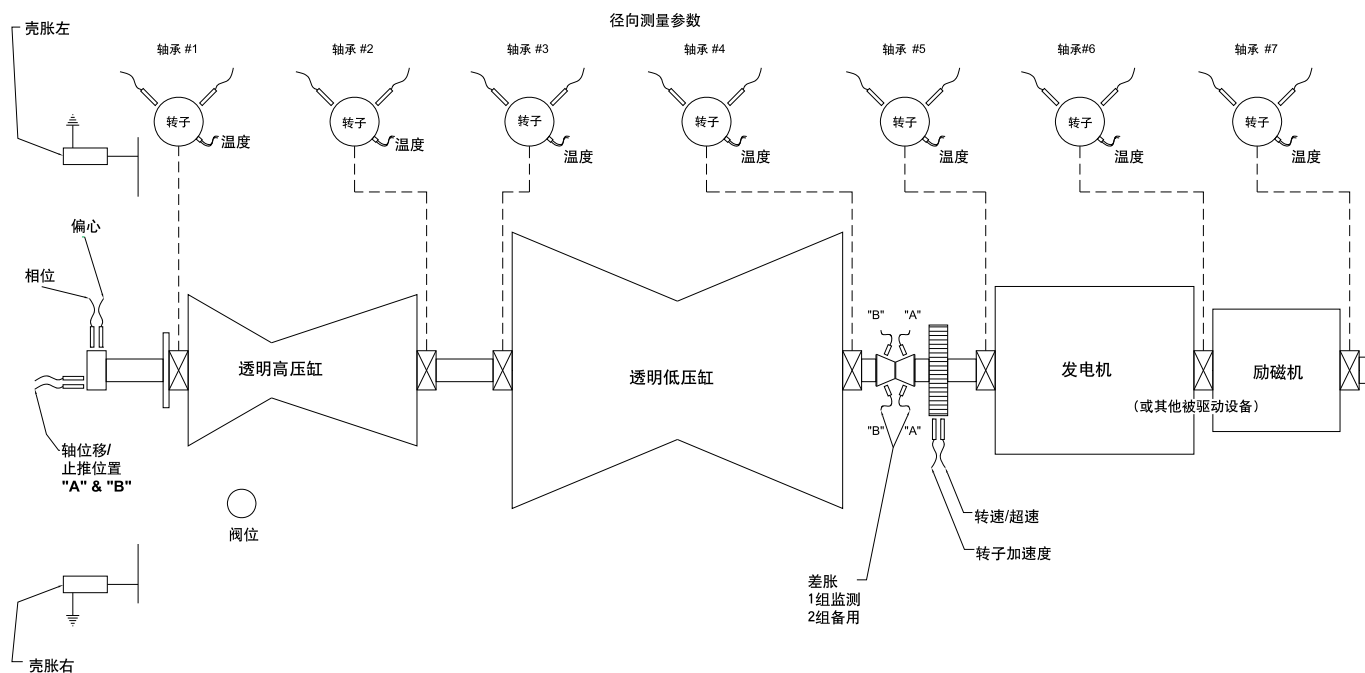 径向测量参数
壳胀左
轴承 #1
轴承 #2
轴承 #3
轴承 #4
轴承 #5
轴承#6
轴承 #7
转子
转子
转子
转子
转子
转子
转子
温度
温度
温度
温度
温度
温度
温度
偏心
相位
"B"
"A"
透明高压缸
透明低压缸
发电机
励磁机
(或其他被驱动设备)
"B"
"A"
轴位移/
止推位置
"A" & "B"
阀位
转速/超速
转子加速度
差胀
1组监测
2组备用
壳胀右